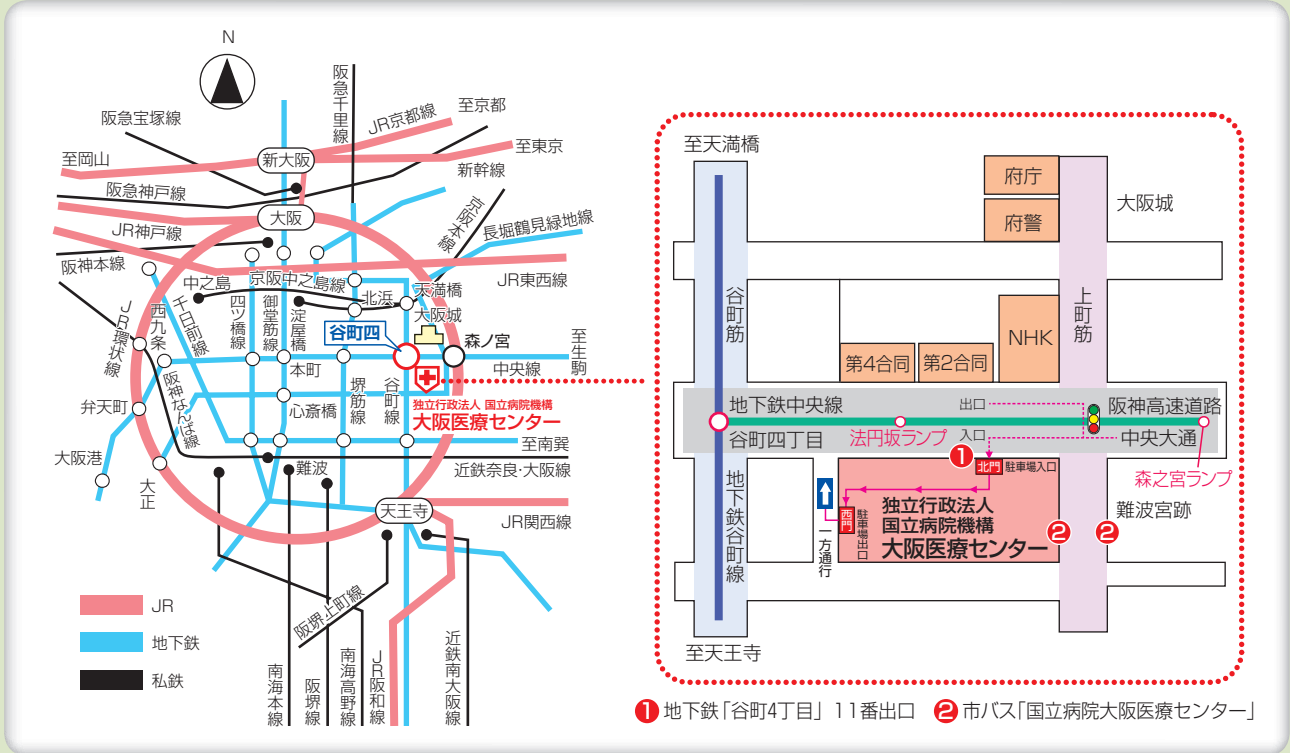 N
阪急宝塚線
阪急千里線
JR京都線
至京都
至岡山
新大阪
至東京
新幹線
阪急神戸線
大阪
京阪本線
長堀鶴見緑地線
JR神戸線
阪神本線
JR東西線
中之島
京阪中之島線
北浜
天満橋
大阪城
JR環状線
西九条
千日前線
四ツ橋線
御堂筋線
淀屋橋
谷町四
森ノ宮
至生駒
本町
中央線
堺筋線
谷町線
独立行政法人 国立病院機構
大阪医療センター
弁天町
阪神なんば線
心斎橋
至南巽
大阪港
難波
近鉄奈良・大阪線
大正
天王寺
JR関西線
JR
地下鉄
私鉄
阪堺上町線
南海本線
阪堺線
南海高野線
JR阪和線
近鉄南大阪線
至天満橋
府庁
府警
大阪城
谷町筋
上町筋
NHK
第4合同
第2合同
地下鉄中央線
出口
阪神高速道路
谷町四丁目
法円坂ランプ
入口
中央大通
1
北門
駐車場入口
森之宮ランプ
地下鉄谷町線
西門
駐車場出口
一方通行
独立行政法人
国立病院機構
大阪医療センター
難波宮跡
2
2
至天王寺
1 地下鉄「谷町4丁目」11番出口
2 市バス「国立病院大阪医療センター」